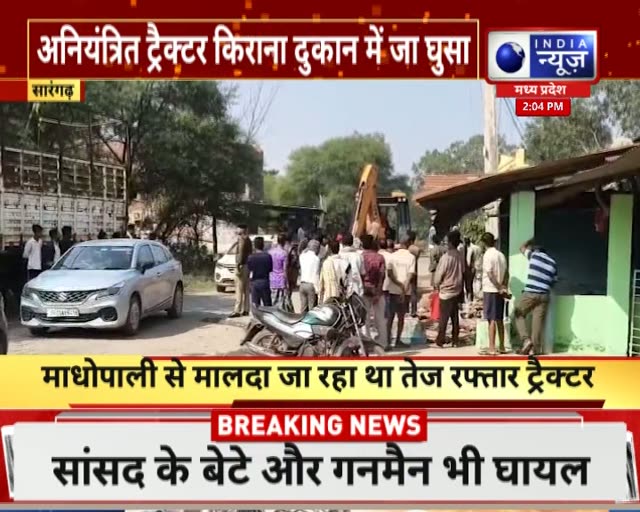 अनियंत्रित ट्रैक्टर किराना दुकान में जा घुसा
INDIA
न्यूज़
मध्य प्रदेश
2:04 PM
सारंगढ़
माधोपाली से मालदा जा रहा था तेज रफ्तार ट्रैक्टर
BREAKING NEWS
सांसद के बेटे और गनमैन भी घायल